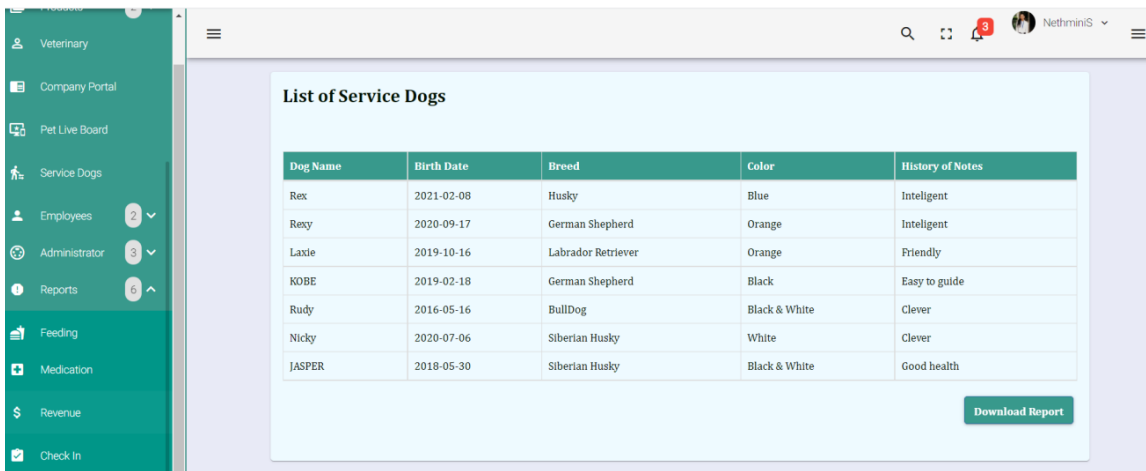 Products 2
Veterinary
Company Portal
Pet Live Board
Service Dogs
Employees 2
Administrator 3
Reports 6
Feeding
Medication
$ Revenue
Check In
3 NethminiS
List of Service Dogs
Dog Name Birth Date Breed Color History of Notes
Rex 2021-02-08 Husky Blue Inteligent
Rexy 2020-09-17 German Shepherd Orange Inteligent
Laxie 2019-10-16 Labrador Retriever Orange Friendly
KOBE 2019-02-18 German Shepherd Black Easy to guide
Rudy 2016-05-16 BullDog Black & White Clever
Nicky 2020-07-06 Siberian Husky White Clever
JASPER 2018-05-30 Siberian Husky Black & White Good health
Download Report